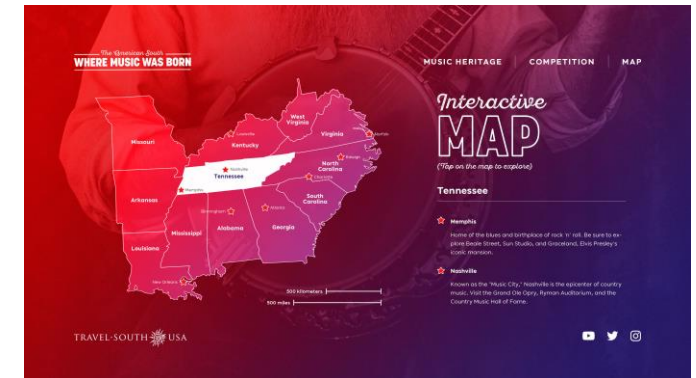 The American South
WHERE MUSIC WAS BORN
MUSIC HERITAGE
COMPETITION
MAP
Interactive
MAP
(Tap on the map to explore)
Missouri
West
Virginia
Louisville
Kentucky
Virginia
Nashville
Tennessee
Raleigh
North
Carolina
Charlotte
Memphis
Arkansas
South
Carolina
Birmingham
Atlanta
Mississippi
Alabama
Georgia
Louisiana
New Orleans
500 kilometers
500 miles
Tennessee
Memphis
Home of the blues and birthplace of rock 'n' roll. Be sure to ex-
plore Beale Street, Sun Studio, and Graceland, Elvis Presley's
iconic mansion.
Nashville
Known as the "Music City," Nashville is the epicenter of country
music. Visit the Grand Ole Opry, Ryman Auditorium, and the
Country Music Hall of Fame.
TRAVEL·SOUTH USA